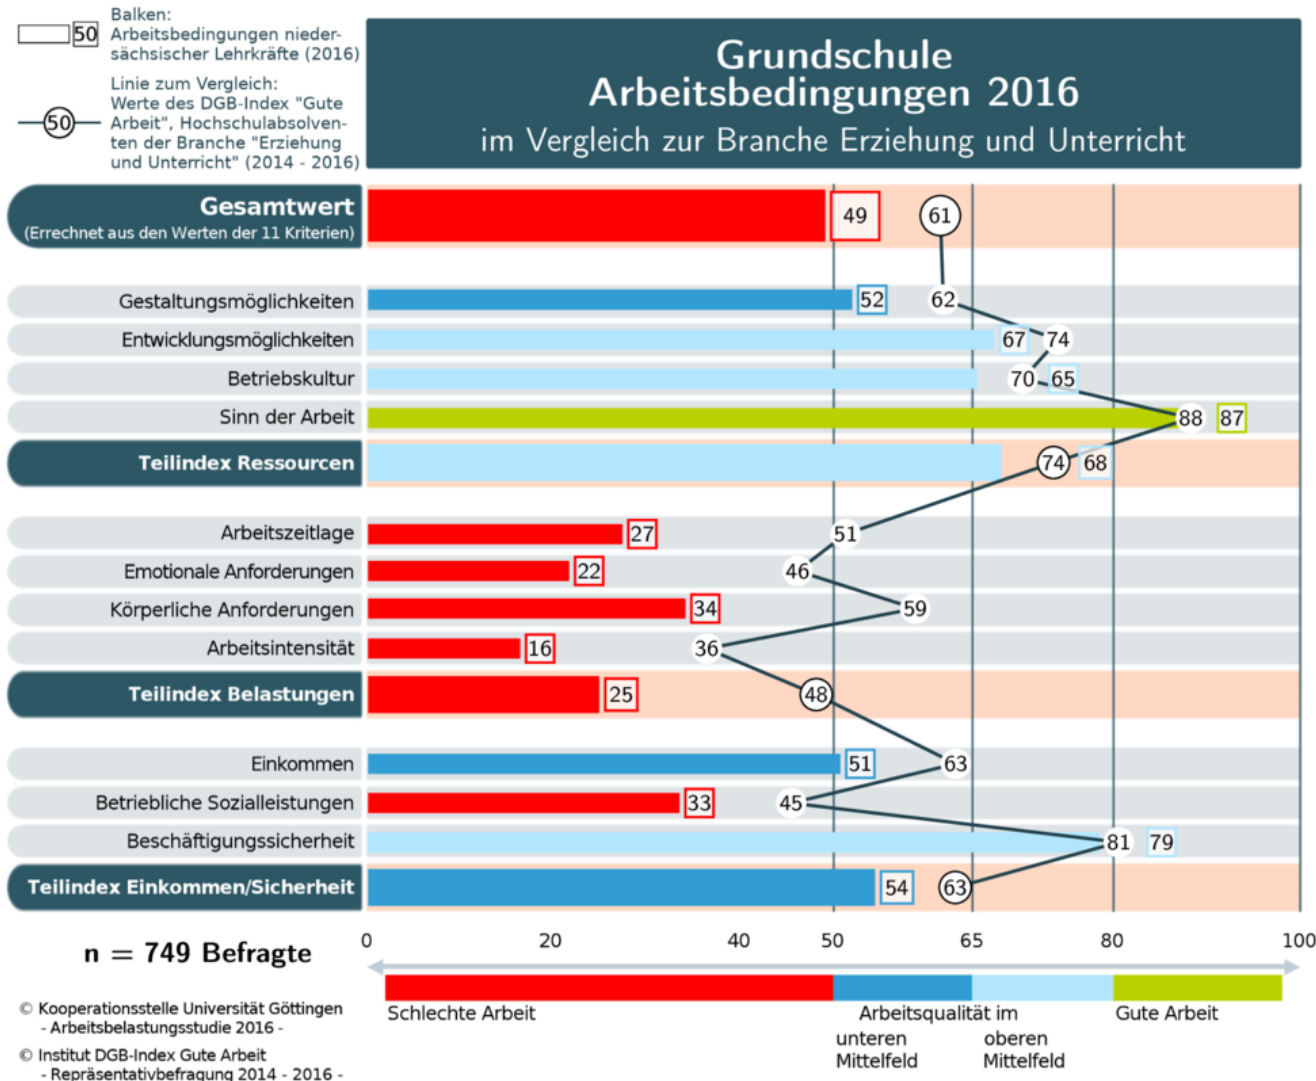 50
Balken:
Arbeitsbedingungen nieder-
sächsischer Lehrkräfte (2016)
50
Linie zum Vergleich:
Werte des DGB-Index "Gute
Arbeit", Hochschulabsolven-
ten der Branche "Erziehung
und Unterricht" (2014 - 2016)
Grundschule
Arbeitsbedingungen 2016
im Vergleich zur Branche Erziehung und Unterricht
Gesamtwert 49 61
(Errechnet aus den Werten der 11 Kriterien)
Gestaltungsmöglichkeiten 52 62
Entwicklungsmöglichkeiten 67 74
Betriebskultur 70 65
Sinn der Arbeit 88 87
Teilindex Ressourcen 74 68
Arbeitszeitlage 27 51
Emotionale Anforderungen 22 46
Körperliche Anforderungen 34 59
Arbeitsintensität 16 36
Teilindex Belastungen 25 48
Einkommen 51 63
Betriebliche Sozialleistungen 33 45
Beschäftigungssicherheit 81 79
Teilindex Einkommen/Sicherheit 54 63
0 20 40 50 65 80 100
n = 749 Befragte
Schlechte Arbeit
Arbeitsqualität im
unteren
Mittelfeld
oberen
Mittelfeld
Gute Arbeit
© Kooperationsstelle Universität Göttingen
- Arbeitsbelastungsstudie 2016 -
© Institut DGB-Index Gute Arbeit
- Repräsentativbefragung 2014 - 2016 -